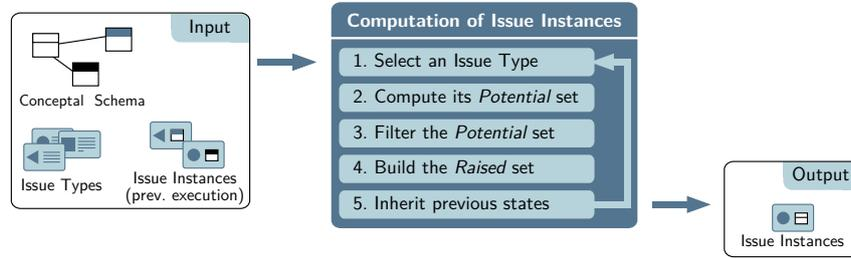 Input
Conceptal Schema
Issue Types
Issue Instances
(prev. execution)
Computation of Issue Instances
1. Select an Issue Type
2. Compute its Potential set
3. Filter the Potential set
4. Build the Raised set
5. Inherit previous states
Output
Issue Instances